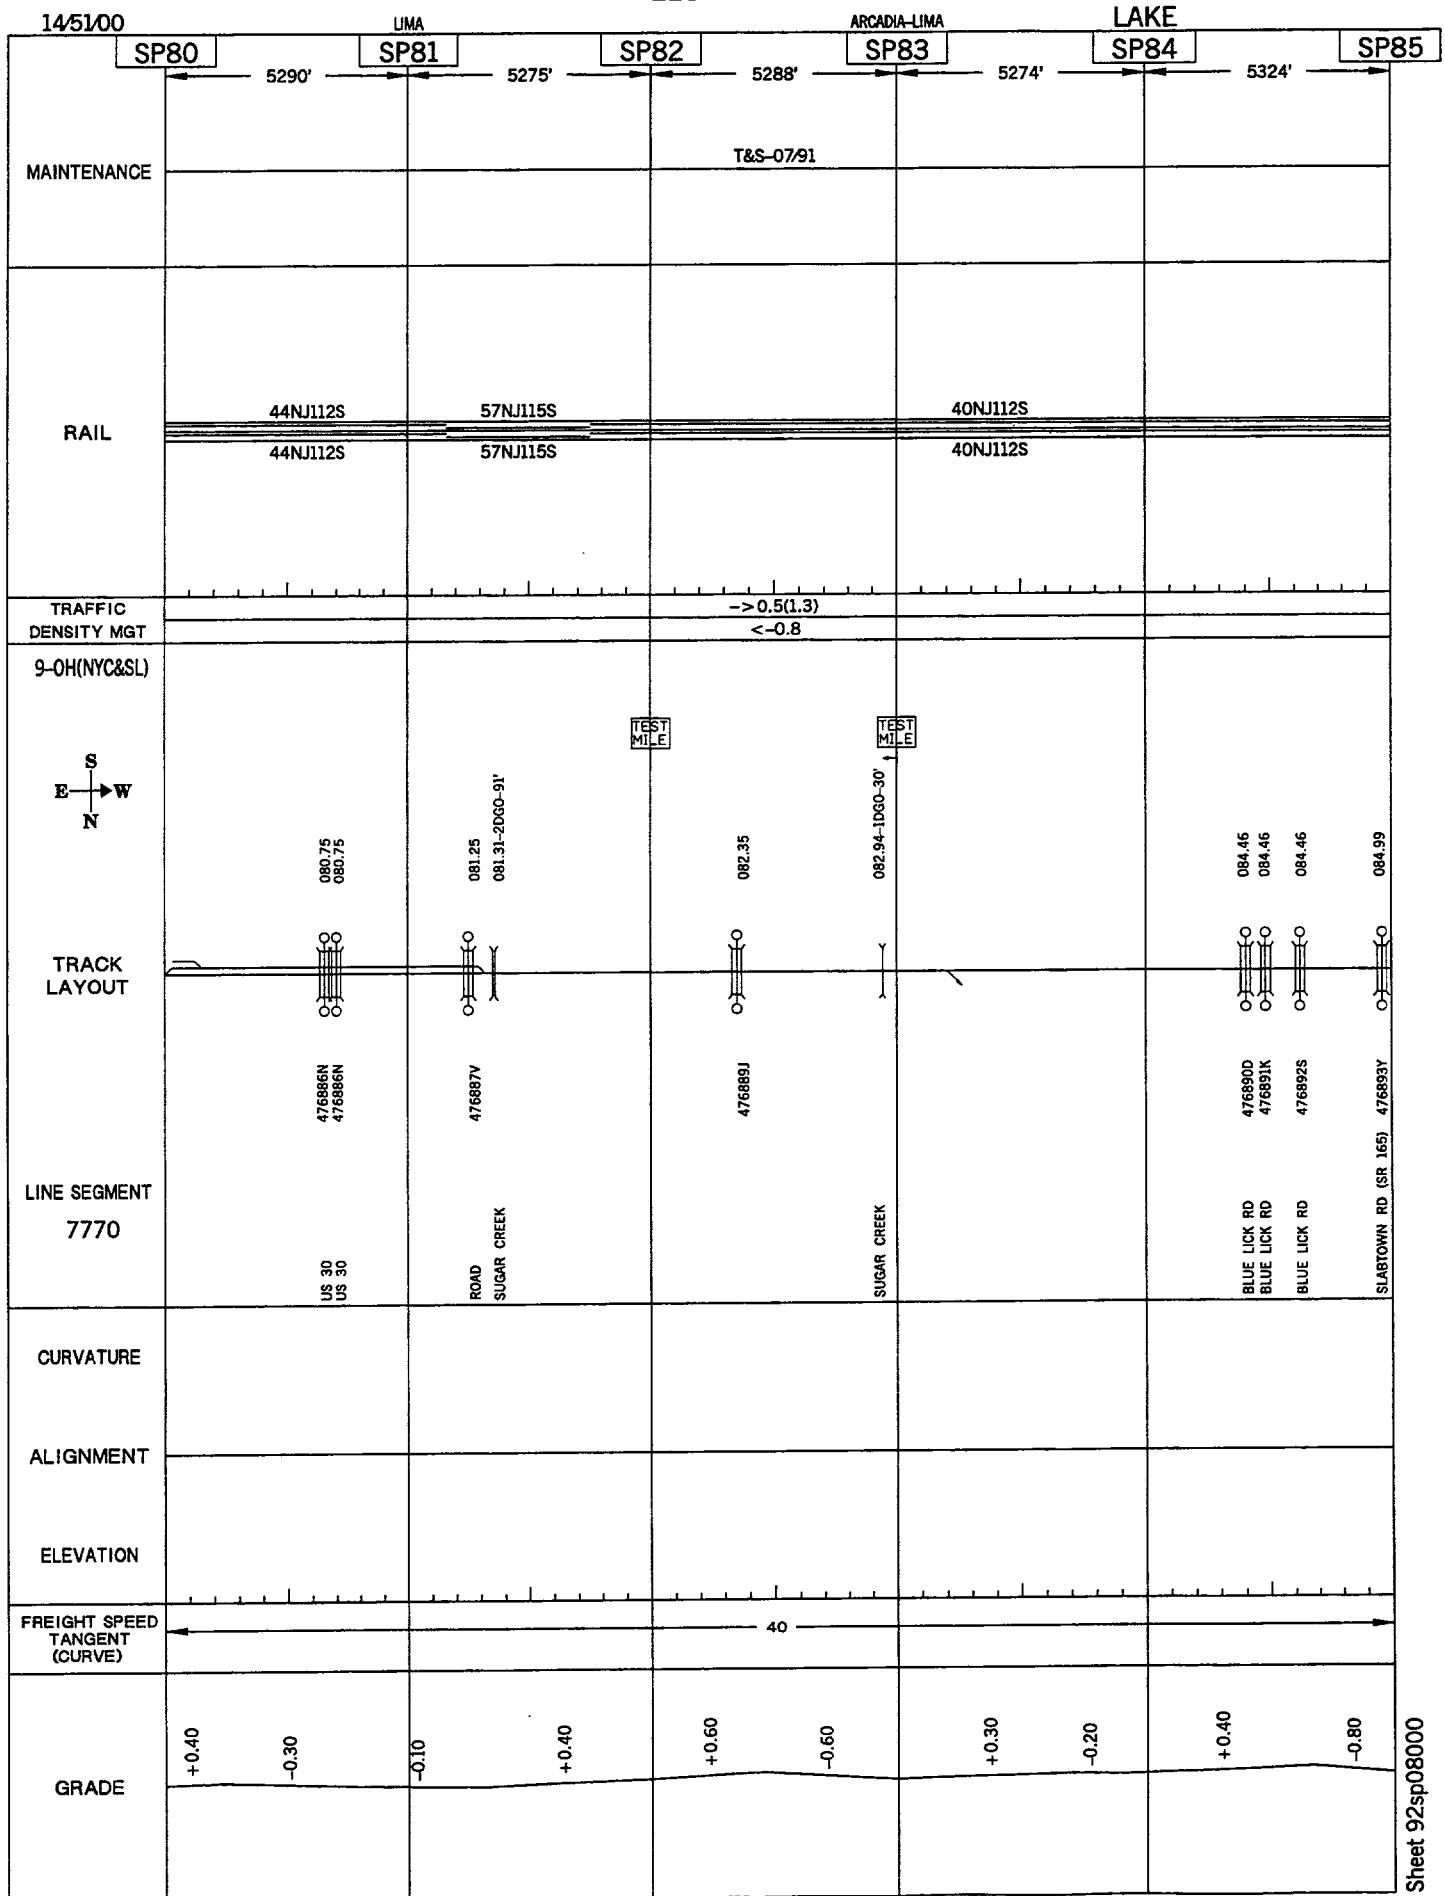 14/51/00
LIMA
ARCADIA-LIMA
LAKE
SP80
SP81
SP82
SP83
SP84
SP85
5290'
5275'
5288'
5274'
5324'
MAINTENANCE
T&S-07/91
RAIL
44NJ112S
57NJ115S
40NJ112S
44NJ112S
57NJ115S
40NJ112S
TRAFFIC
DENSITY MGT
->0.5(1.3)
<-0.8
9-OH(NYC&SL)
TEST
MILE
TEST
MILE
S
E
W
N
080.75
080.75
081.25
081.31-2DGO-91'
082.35
082.94-1DGO-30'
084.46
084.46
084.46
084.99
TRACK
LAYOUT
476886N
476886N
476887V
476889J
476890D
476891K
476892S
476893Y
LINE SEGMENT
7770
US 30
US 30
ROAD
SUGAR CREEK
SUGAR CREEK
BLUE LICK RD
BLUE LICK RD
BLUE LICK RD
SLABTOWN RD (SR 165)
CURVATURE
ALIGNMENT
ELEVATION
FREIGHT SPEED
TANGENT
(CURVE)
40
GRADE
+0.40
-0.30
-0.10
+0.40
+0.60
-0.60
+0.30
-0.20
+0.40
-0.80
Sheet 92sp08000